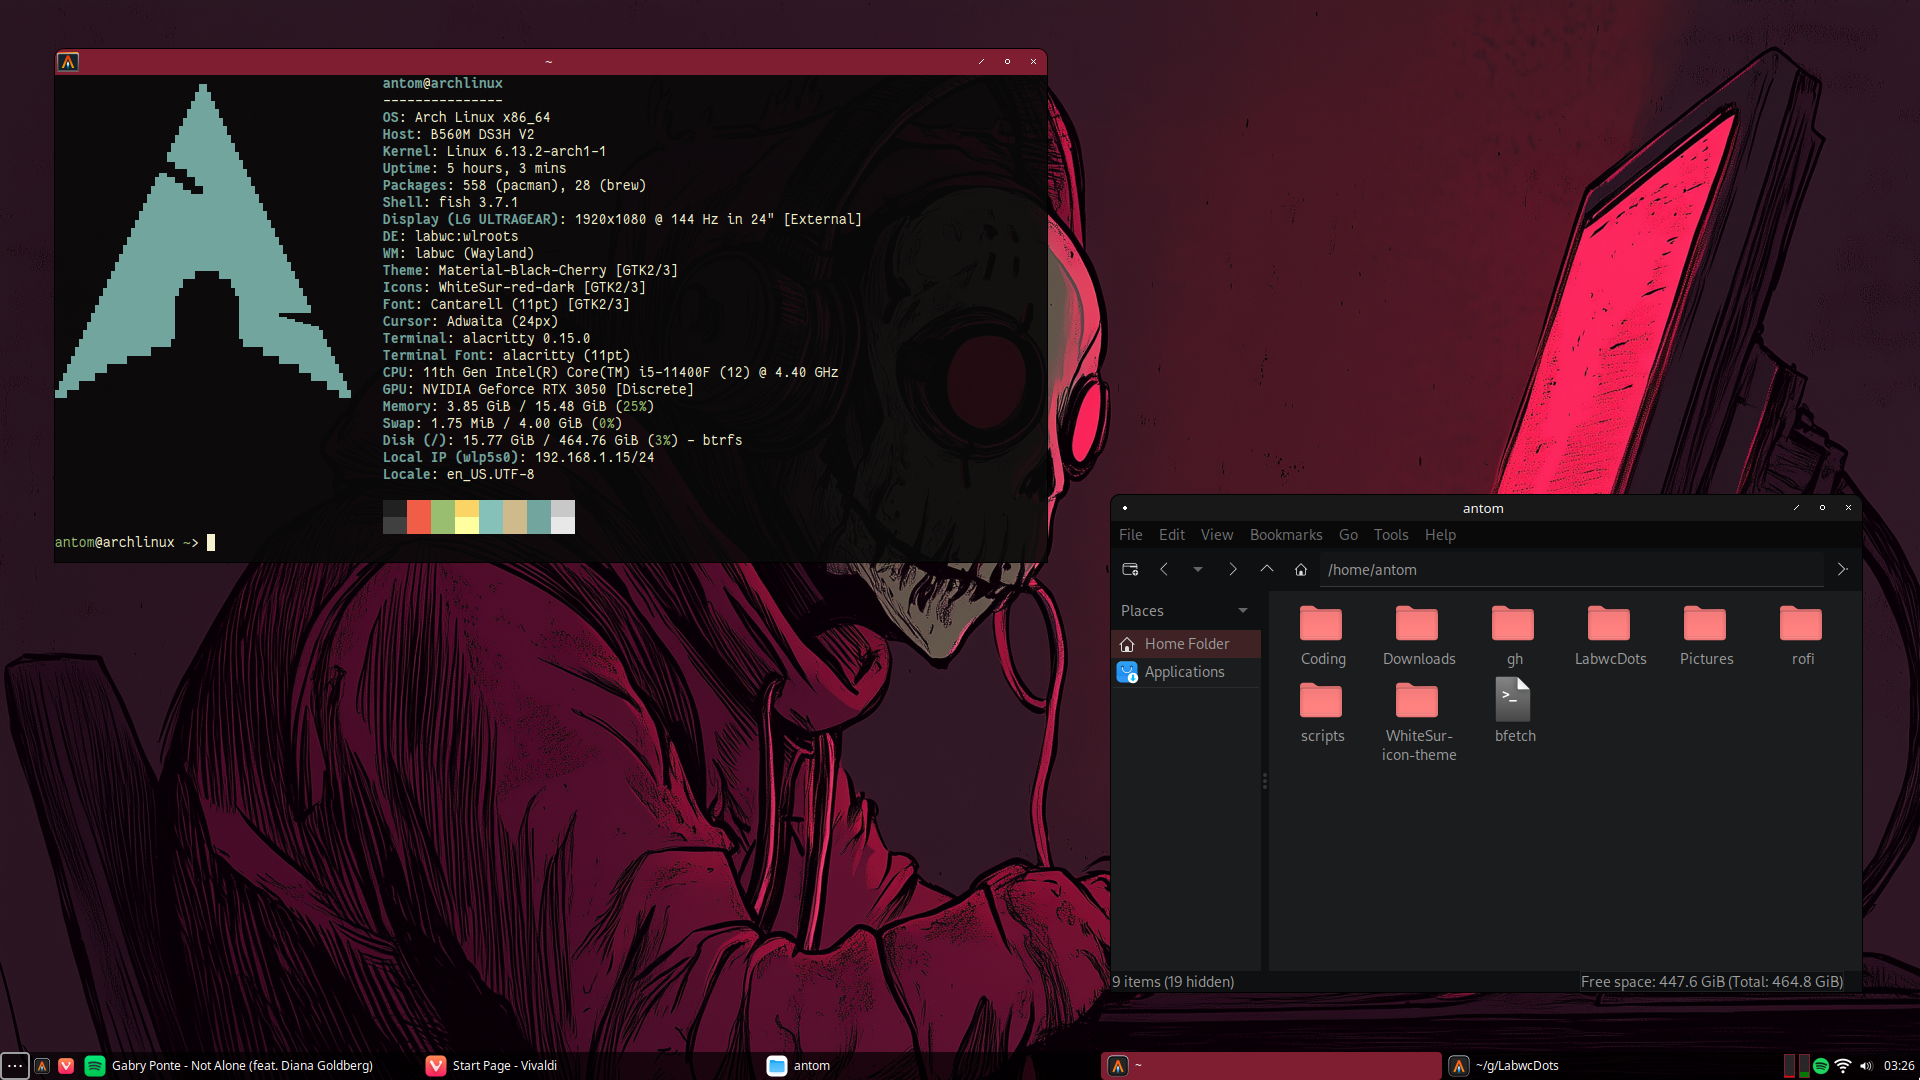 ~
antom@archlinux
---------------
OS: Arch Linux x86_64
Host: B560M DS3H V2
Kernel: Linux 6.13.2-arch1-1
Uptime: 5 hours, 3 mins
Packages: 558 (pacman), 28 (brew)
Shell: fish 3.7.1
Display (LG ULTRAGEAR): 1920x1080 @ 144 Hz in 24" [External]
DE: labwc:wlroots
WM: labwc (Wayland)
Theme: Material-Black-Cherry [GTK2/3]
Icons: WhiteSur-red-dark [GTK2/3]
Font: Cantarell (11pt) [GTK2/3]
Cursor: Adwaita (24px)
Terminal: alacritty 0.15.0
Terminal Font: alacritty (11pt)
CPU: 11th Gen Intel(R) Core(TM) i5-11400F (12) @ 4.40 GHz
GPU: NVIDIA Geforce RTX 3050 [Discrete]
Memory: 3.85 GiB / 15.48 GiB (25%)
Swap: 1.75 MiB / 4.00 GiB (0%)
Disk (/): 15.77 GiB / 464.76 GiB (3%) - btrfs
Local IP (wlp5s0): 192.168.1.15/24
Locale: en_US.UTF-8
antom@archlinux ~>
antom
File Edit View Bookmarks Go Tools Help
/home/antom
Places
Home Folder
Applications
Coding Downloads gh LabwcDots Pictures rofi
scripts WhiteSur-icon-theme bfetch
9 items (19 hidden) Free space: 447.6 GiB (Total: 464.8 GiB)
Gabry Ponte - Not Alone (feat. Diana Goldberg) Start Page - Vivaldi antom ~ ~/g/LabwcDots 03:26